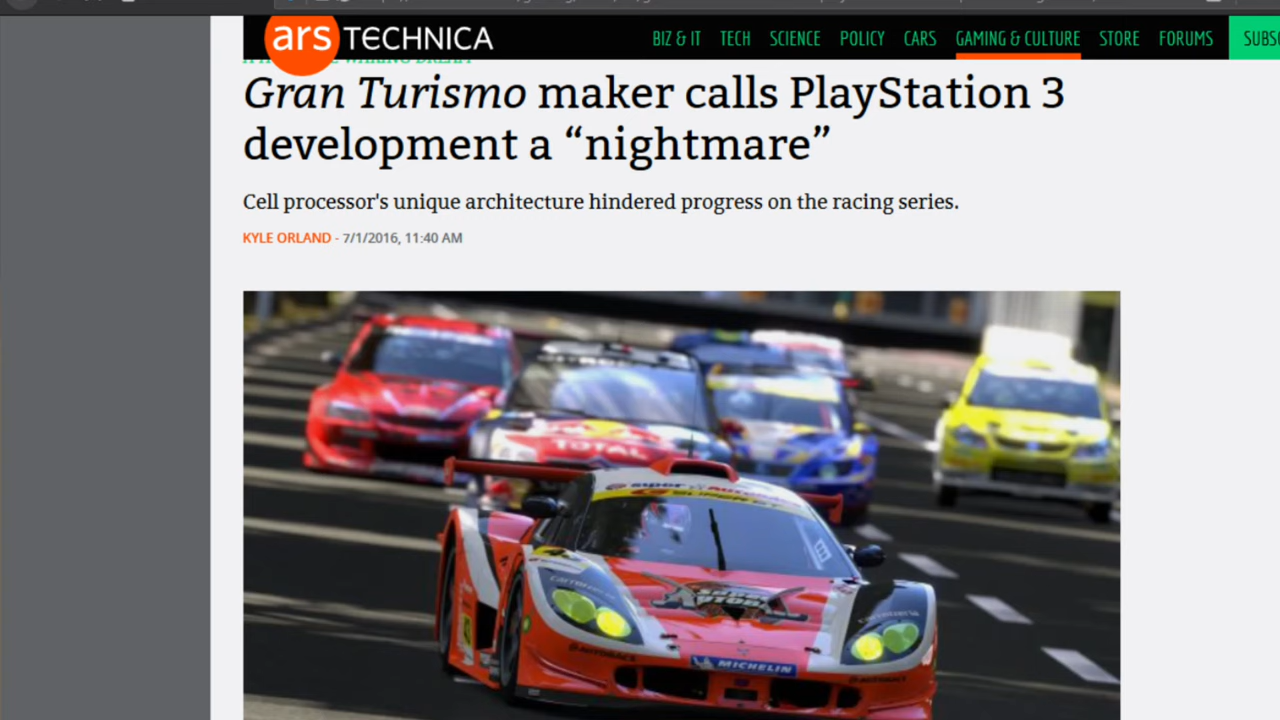 ars TECHNICA
BIZ & IT TECH SCIENCE POLICY CARS GAMING & CULTURE STORE FORUMS
Gran Turismo maker calls PlayStation 3
development a “nightmare”
Cell processor's unique architecture hindered progress on the racing series.
KYLE ORLAND - 7/1/2016, 11:40 AM
TOTAL
MICHELIN